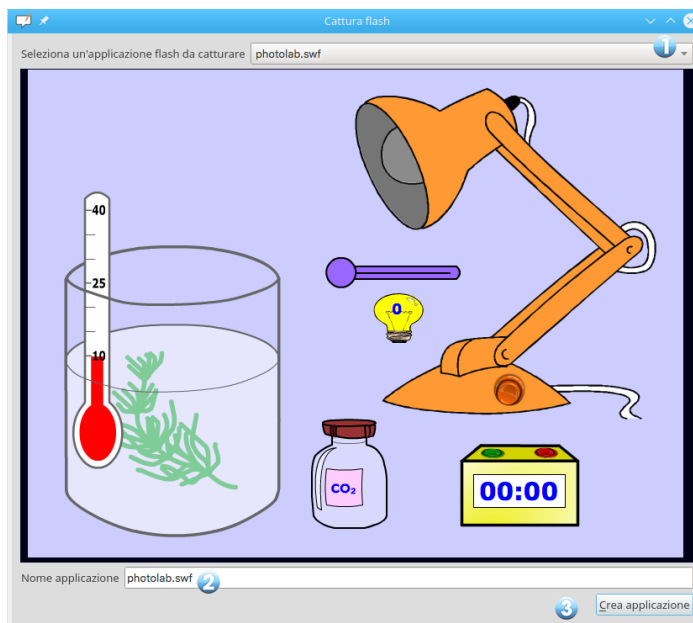 Cattura flash
Seleziona un'applicazione flash da catturare photolab.swf
1
40
25
0
10
CO2
00:00
Nome applicazione photolab.swf 2
3 Crea applicazione